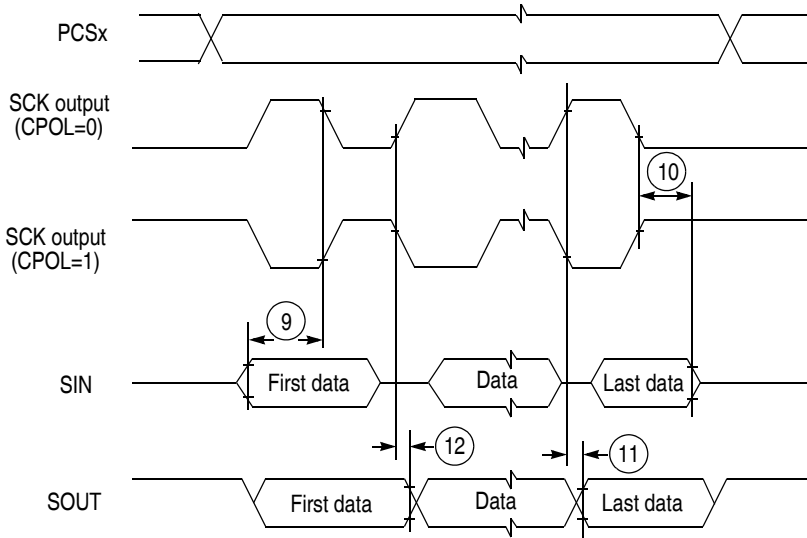 PCSx
SCK output
(CPOL=0)
10
SCK output
(CPOL=1)
9
SIN
First data
Data
Last data
12
11
SOUT
First data
Data
Last data